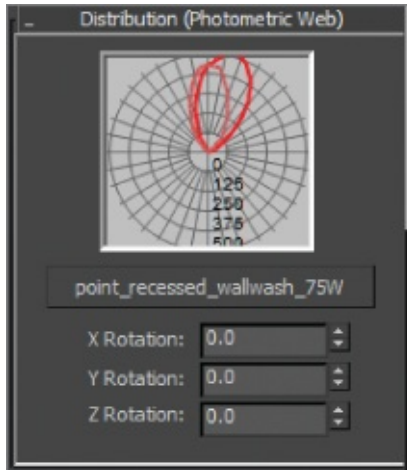 Distribution (Photometric Web)
0
125
250
375
500
point_recessed_wallwash_75W
X Rotation: 0.0
Y Rotation: 0.0
Z Rotation: 0.0